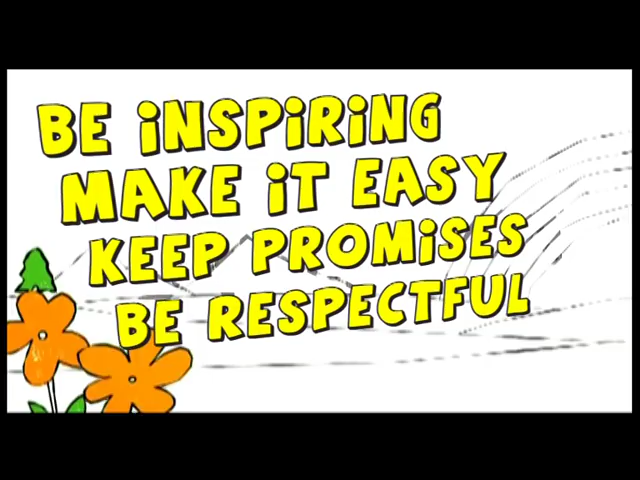 BE iNSPiRiNG
MAKE iT EASY
KEEP PROMiSES
BE RESPECTFUL